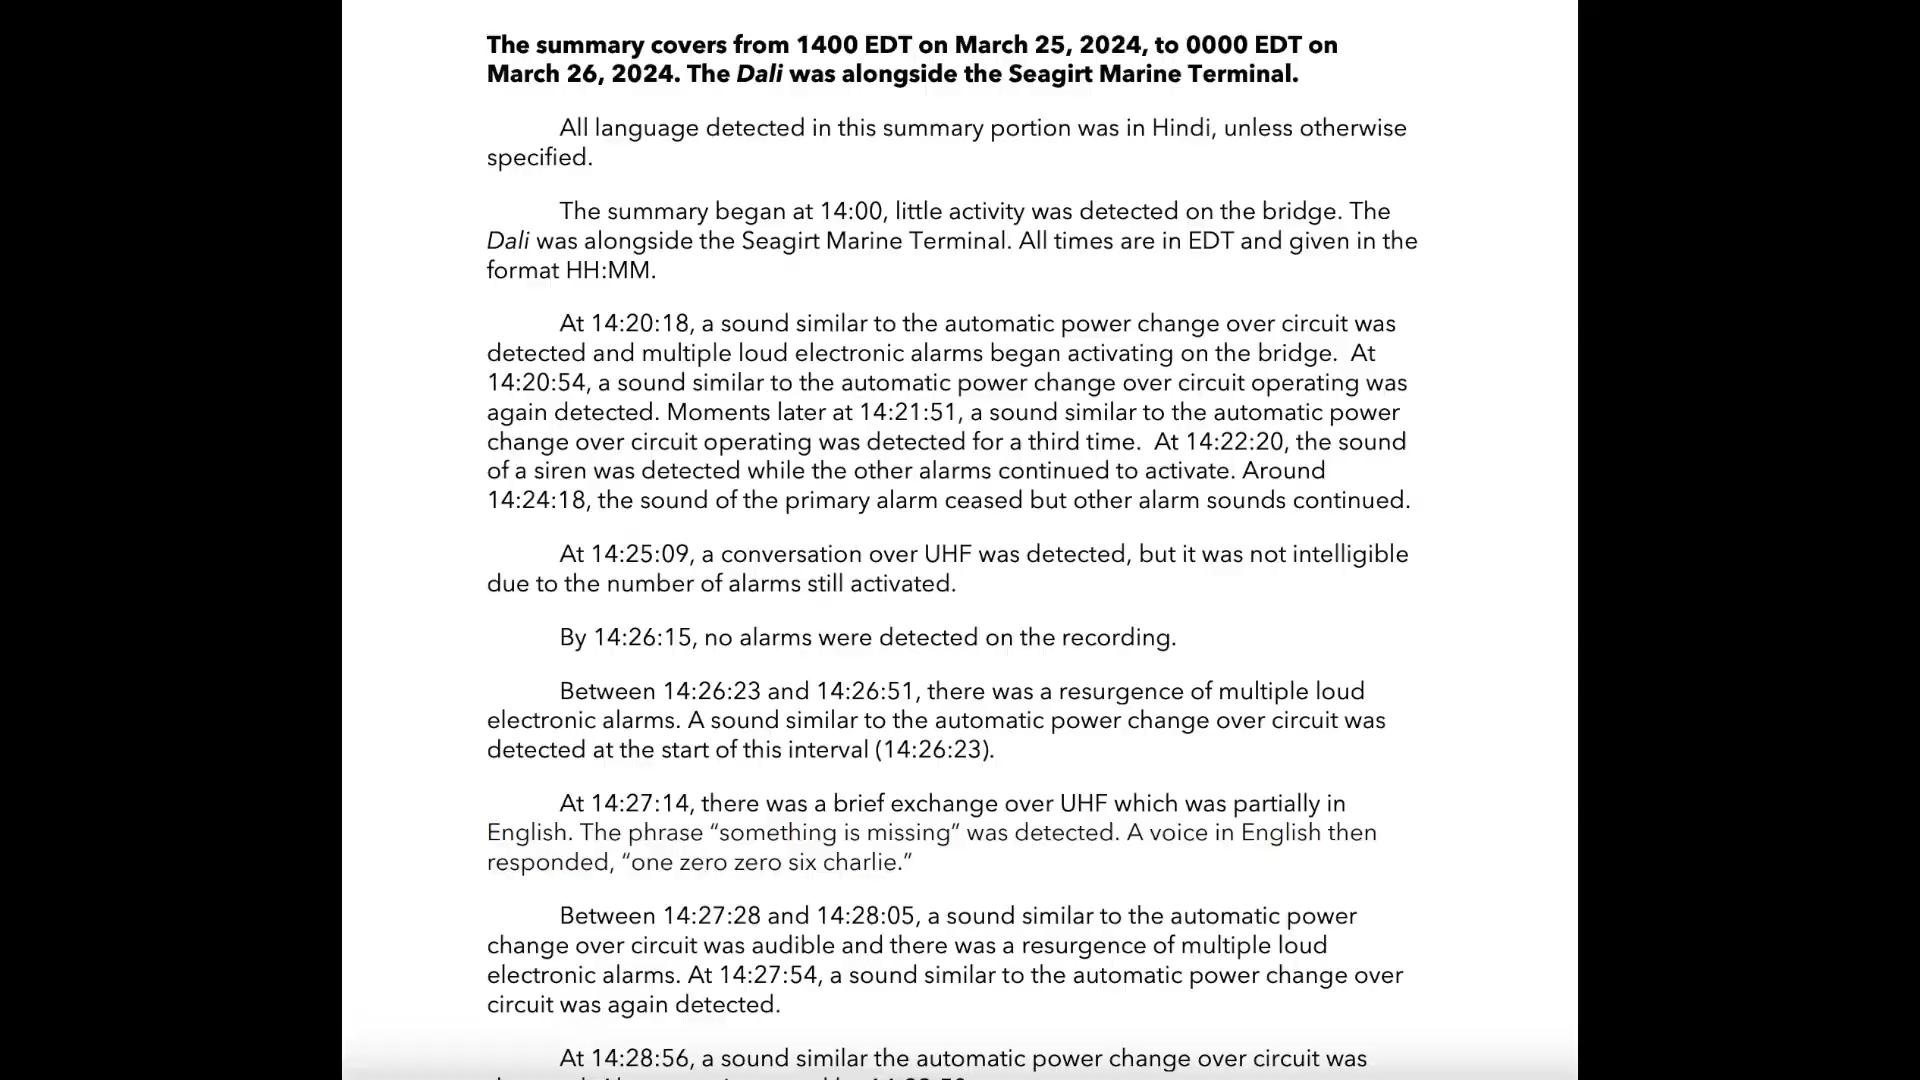 The summary covers from 1400 EDT on March 25, 2024, to 0000 EDT on
March 26, 2024. The Dali was alongside the Seagirt Marine Terminal.
All language detected in this summary portion was in Hindi, unless otherwise
specified.
The summary began at 14:00, little activity was detected on the bridge. The
Dali was alongside the Seagirt Marine Terminal. All times are in EDT and given in the
format HH:MM.
At 14:20:18, a sound similar to the automatic power change over circuit was
detected and multiple loud electronic alarms began activating on the bridge.  At
14:20:54, a sound similar to the automatic power change over circuit operating was
again detected. Moments later at 14:21:51, a sound similar to the automatic power
change over circuit operating was detected for a third time.  At 14:22:20, the sound
of a siren was detected while the other alarms continued to activate. Around
14:24:18, the sound of the primary alarm ceased but other alarm sounds continued.
At 14:25:09, a conversation over UHF was detected, but it was not intelligible
due to the number of alarms still activated.
By 14:26:15, no alarms were detected on the recording.
Between 14:26:23 and 14:26:51, there was a resurgence of multiple loud
electronic alarms. A sound similar to the automatic power change over circuit was
detected at the start of this interval (14:26:23).
At 14:27:14, there was a brief exchange over UHF which was partially in
English. The phrase “something is missing” was detected. A voice in English then
responded, “one zero zero six charlie.”
Between 14:27:28 and 14:28:05, a sound similar to the automatic power
change over circuit was audible and there was a resurgence of multiple loud
electronic alarms. At 14:27:54, a sound similar to the automatic power change over
circuit was again detected.
At 14:28:56, a sound similar the automatic power change over circuit was